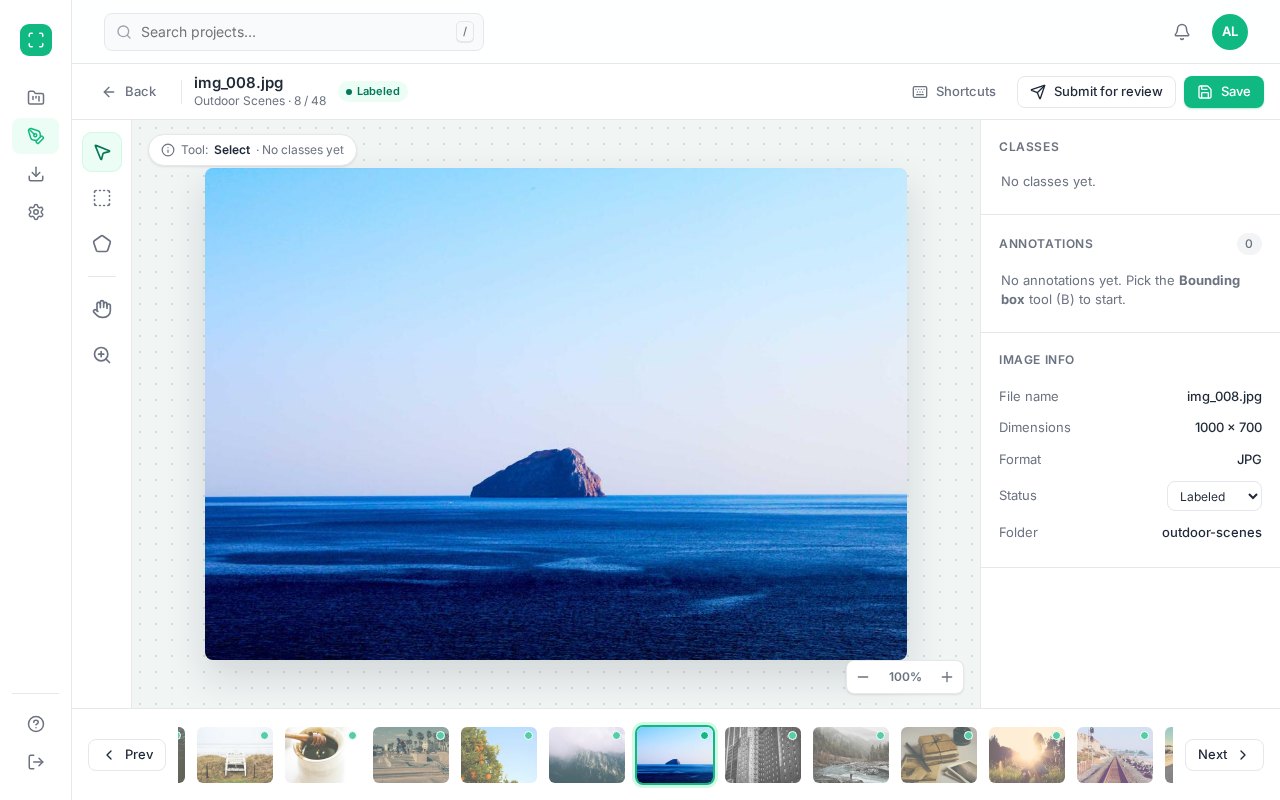 Search projects...
/
AL
Back
img_008.jpg
Outdoor Scenes · 8 / 48
Labeled
Shortcuts
Submit for review
Save
Tool: Select · No classes yet
CLASSES
No classes yet.
ANNOTATIONS
0
No annotations yet. Pick the Bounding
box tool (B) to start.
IMAGE INFO
File name
img_008.jpg
Dimensions
1000 × 700
Format
JPG
Status
Labeled
Folder
outdoor-scenes
100%
Prev
Next